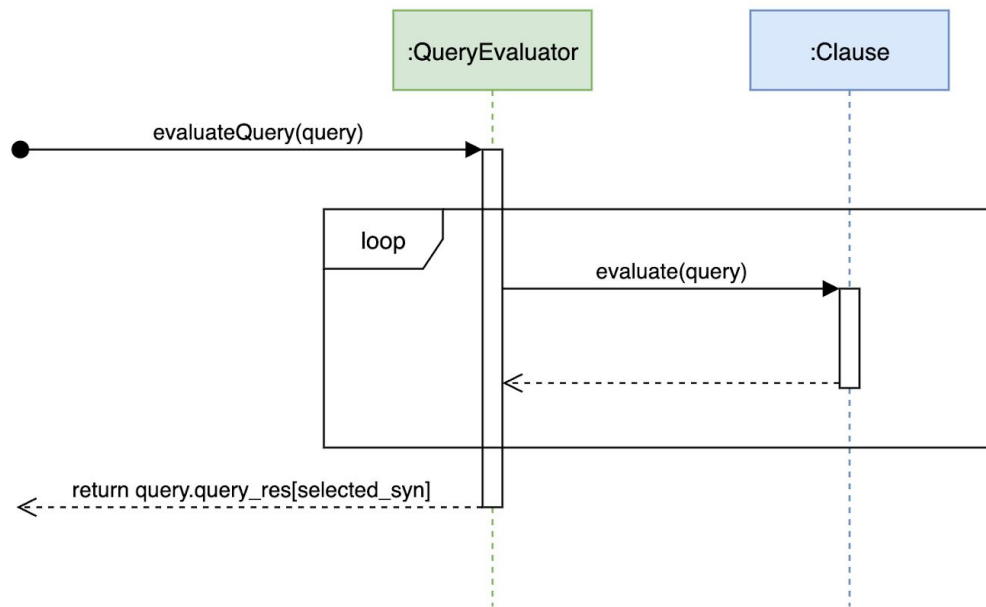 :QueryEvaluator
:Clause
evaluateQuery(query)
loop
evaluate(query)
return query.query_res[selected_syn]